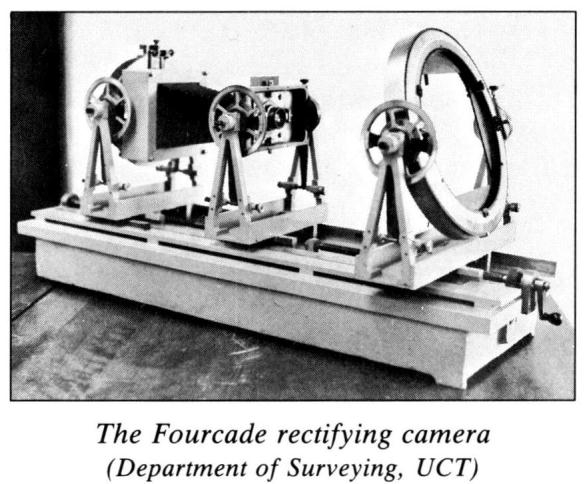 The Fourcade rectifying camera
(Department of Surveying, UCT)